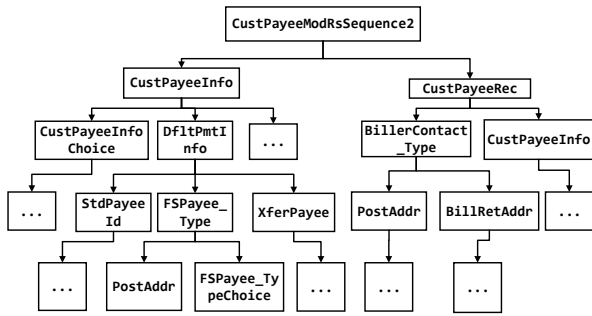 CustPayeeModRsSequence2
CustPayeeInfo
CustPayeeRec
CustPayeeInfo
Choice
DfltPmtI
nfo
...
BillerContact
_Type
CustPayeeInfo
...
StdPayee
Id
FSPayee_
Type
XferPayee
PostAddr
BillRetAddr
...
...
PostAddr
FSPayee_Ty
peChoice
...
...
...